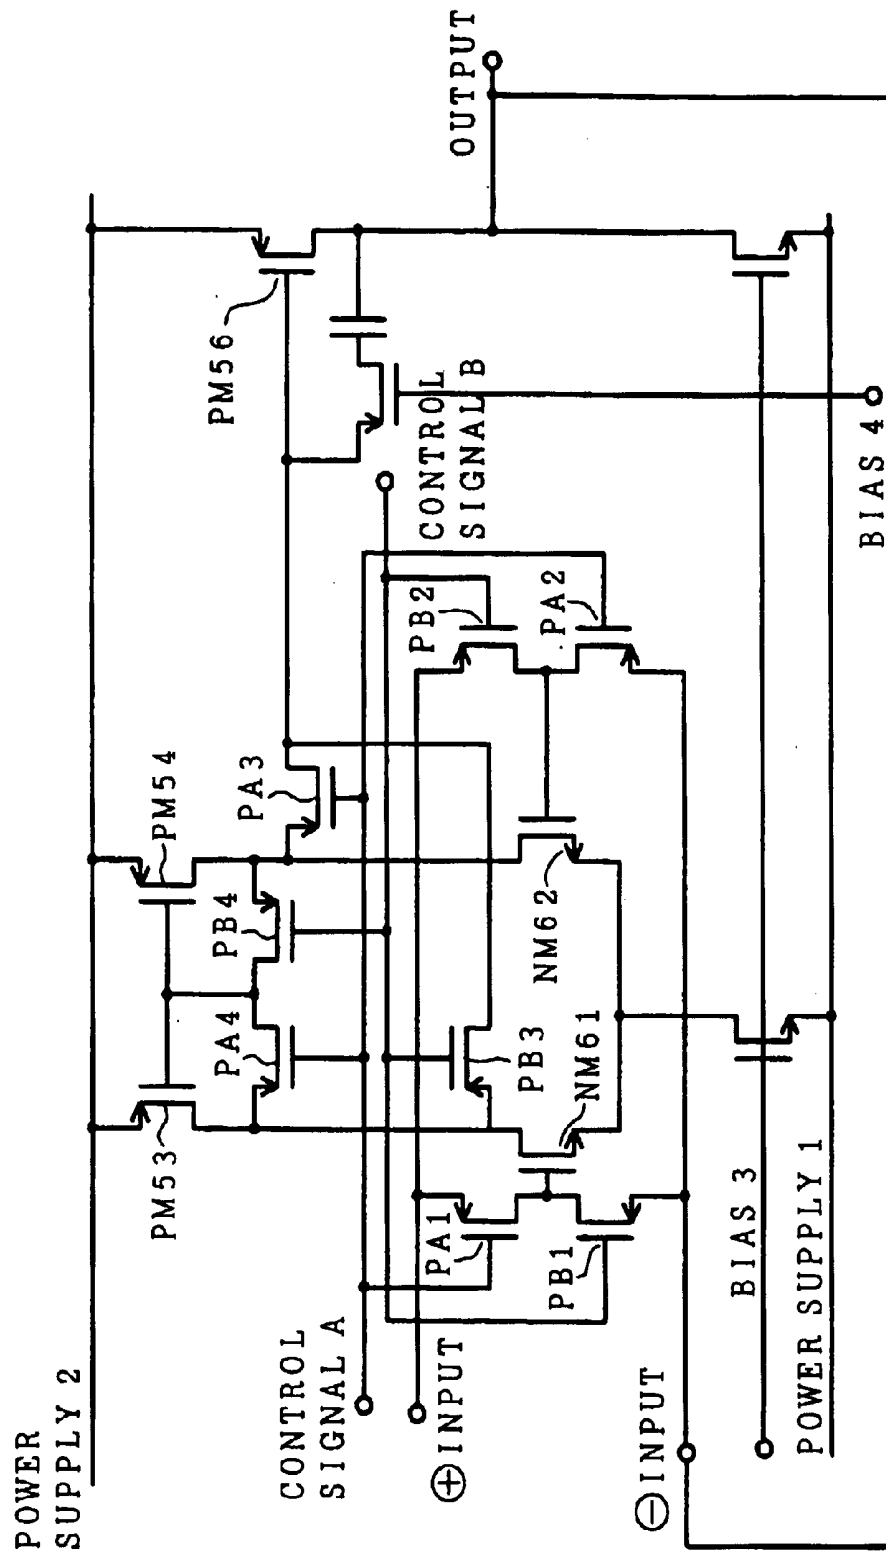 POWER
SUPPLY 2
PM53
PM54
PA4
PB4
PA3
PM56
OUTPUT
CONTROL
SIGNAL A
CONTROL
SIGNAL B
⊕INPUT
PA1
PB1
PB3
NM61
NM62
PB2
PA2
⊖INPUT
BIAS 3
BIAS 4
POWER SUPPLY 1